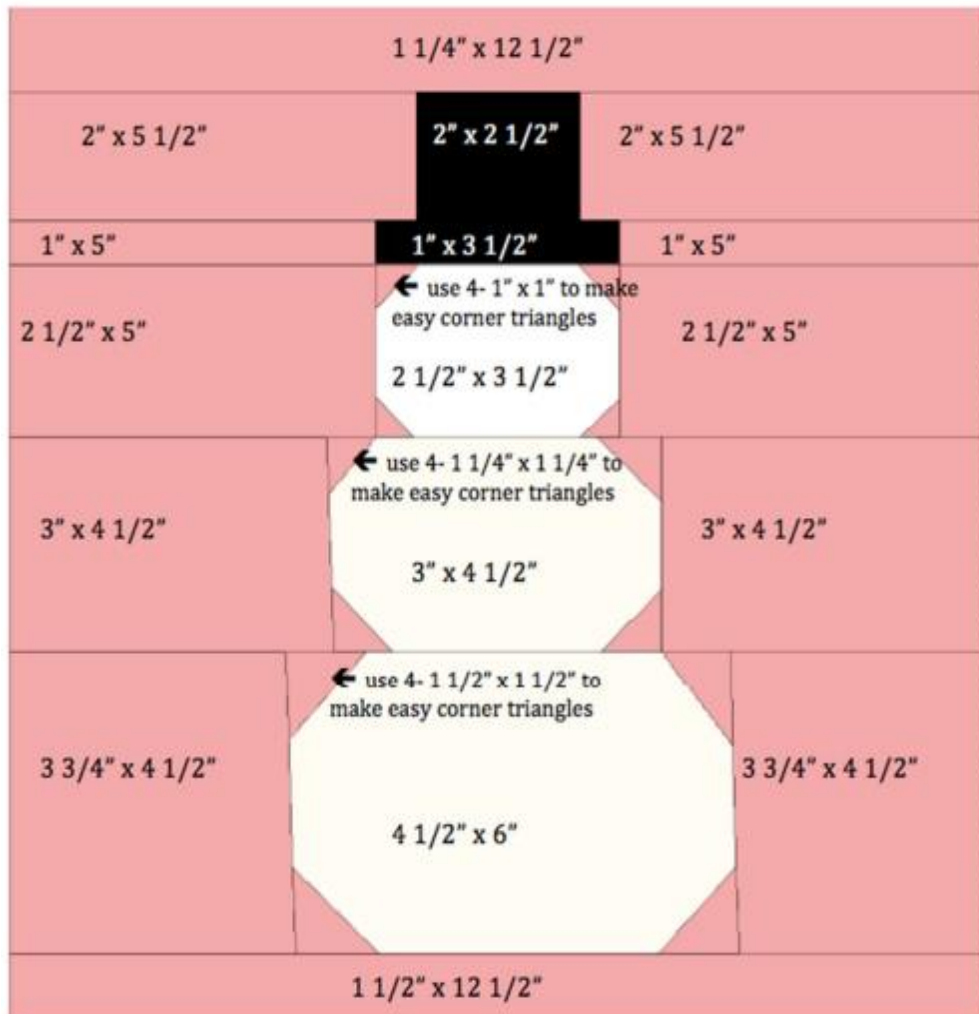 1 1/4" x 12 1/2"
2" x 5 1/2"
2" x 2 1/2"
2" x 5 1/2"
1" x 5"
1" x 3 1/2"
1" x 5"
🡸 use 4- 1" x 1" to make
easy corner triangles
2 1/2" x 5"
2 1/2" x 5"
2 1/2" x 3 1/2"
🡸 use 4- 1 1/4" x 1 1/4" to
make easy corner triangles
3" x 4 1/2"
3" x 4 1/2"
3" x 4 1/2"
🡸 use 4- 1 1/2" x 1 1/2" to
make easy corner triangles
3 3/4" x 4 1/2"
3 3/4" x 4 1/2"
4 1/2" x 6"
1 1/2" x 12 1/2"